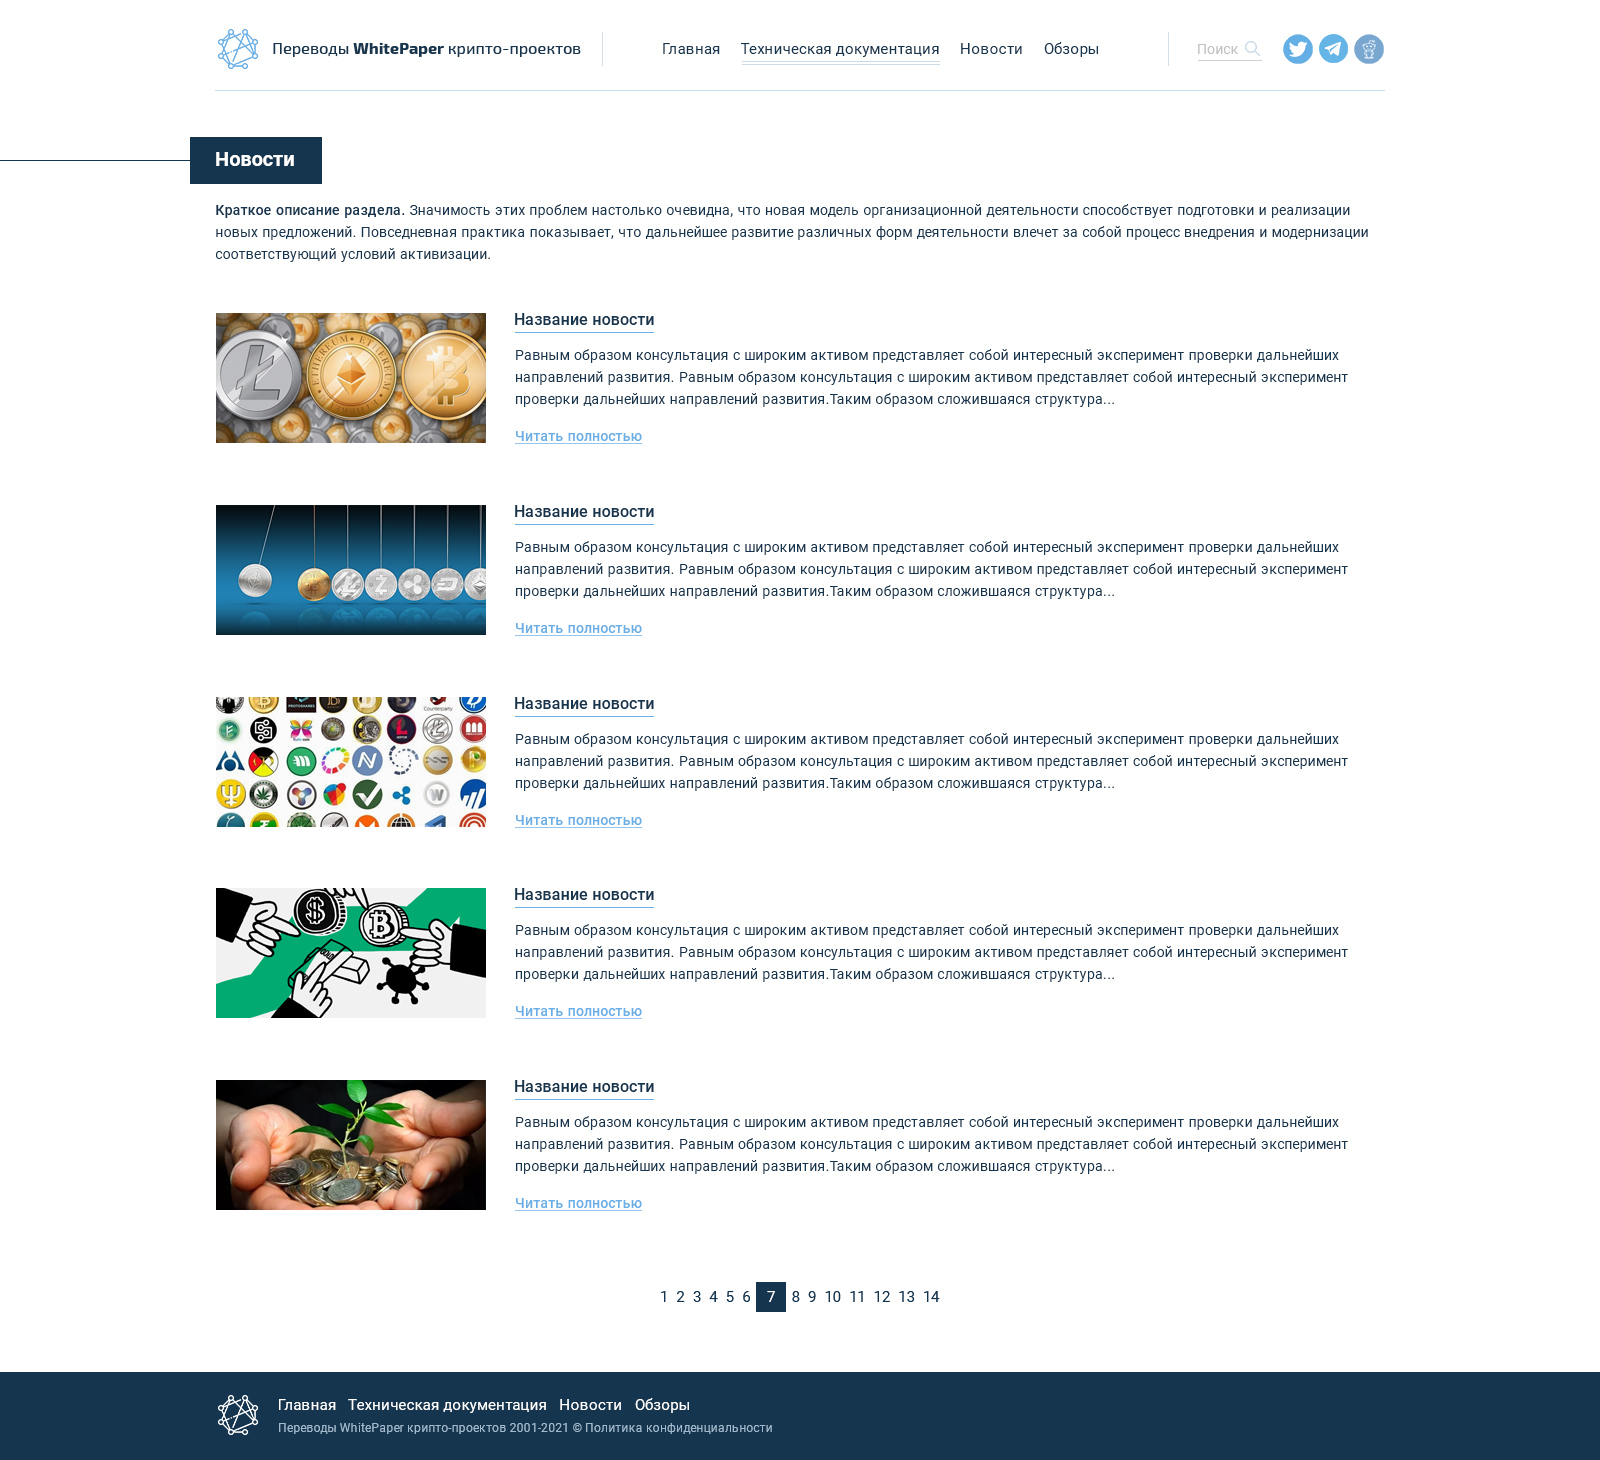 Переводы WhitePaper крипто-проектов
Главная Техническая документация Новости Обзоры
Поиск
Новости
Краткое описание раздела. Значимость этих проблем настолько очевидна, что новая модель организационной деятельности способствует подготовки и реализации
новых предложений. Повседневная практика показывает, что дальнейшее развитие различных форм деятельности влечет за собой процесс внедрения и модернизации
соответствующий условий активизации.
ETHEREUM • ETHEREUM
Название новости
Равным образом консультация с широким активом представляет собой интересный эксперимент проверки дальнейших
направлений развития. Равным образом консультация с широким активом представляет собой интересный эксперимент
проверки дальнейших направлений развития.Таким образом сложившаяся структура...
Читать полностью
Название новости
Равным образом консультация с широким активом представляет собой интересный эксперимент проверки дальнейших
направлений развития. Равным образом консультация с широким активом представляет собой интересный эксперимент
проверки дальнейших направлений развития.Таким образом сложившаяся структура...
Читать полностью
PROTOSHARES
Counterparty
Название новости
Равным образом консультация с широким активом представляет собой интересный эксперимент проверки дальнейших
направлений развития. Равным образом консультация с широким активом представляет собой интересный эксперимент
проверки дальнейших направлений развития.Таким образом сложившаяся структура...
Читать полностью
Название новости
Равным образом консультация с широким активом представляет собой интересный эксперимент проверки дальнейших
направлений развития. Равным образом консультация с широким активом представляет собой интересный эксперимент
проверки дальнейших направлений развития.Таким образом сложившаяся структура...
Читать полностью
Название новости
Равным образом консультация с широким активом представляет собой интересный эксперимент проверки дальнейших
направлений развития. Равным образом консультация с широким активом представляет собой интересный эксперимент
проверки дальнейших направлений развития.Таким образом сложившаяся структура...
Читать полностью
1 2 3 4 5 6 7 8 9 10 11 12 13 14
Главная Техническая документация Новости Обзоры
Переводы WhitePaper крипто-проектов 2001-2021 © Политика конфиденциальности